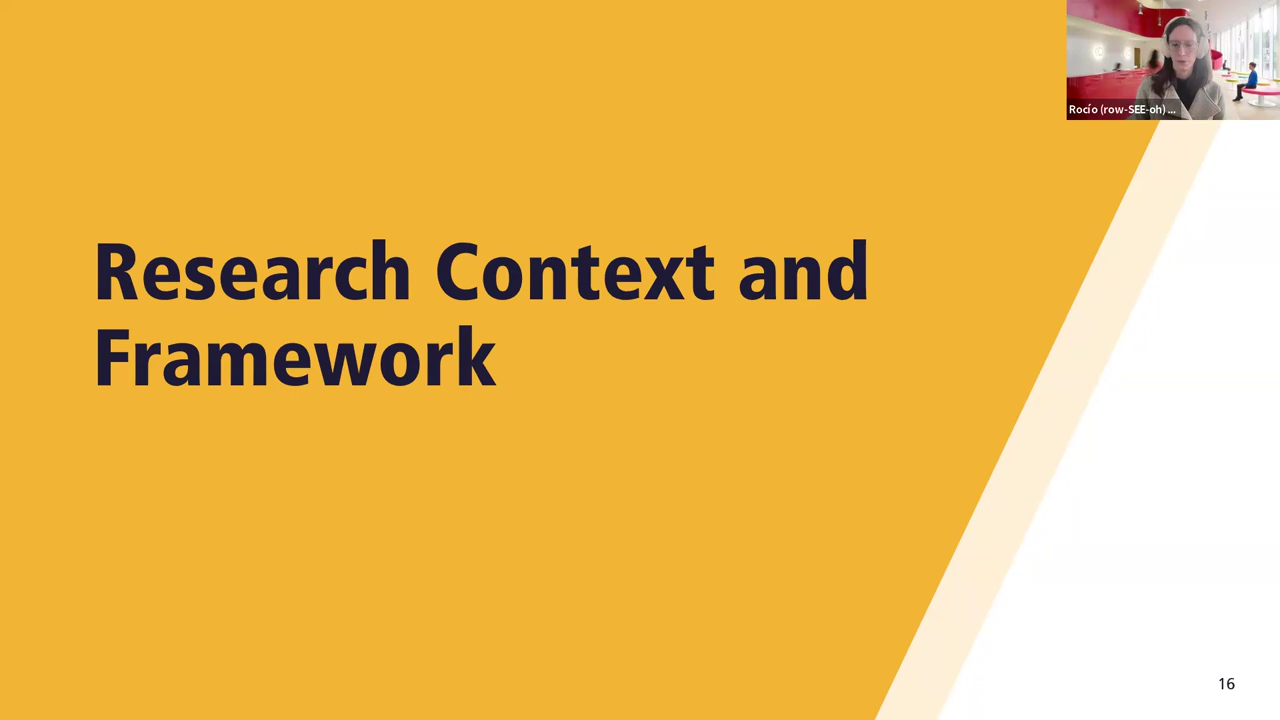 Rocío (row-SEE-oh) ...
Research Context and
Framework
16